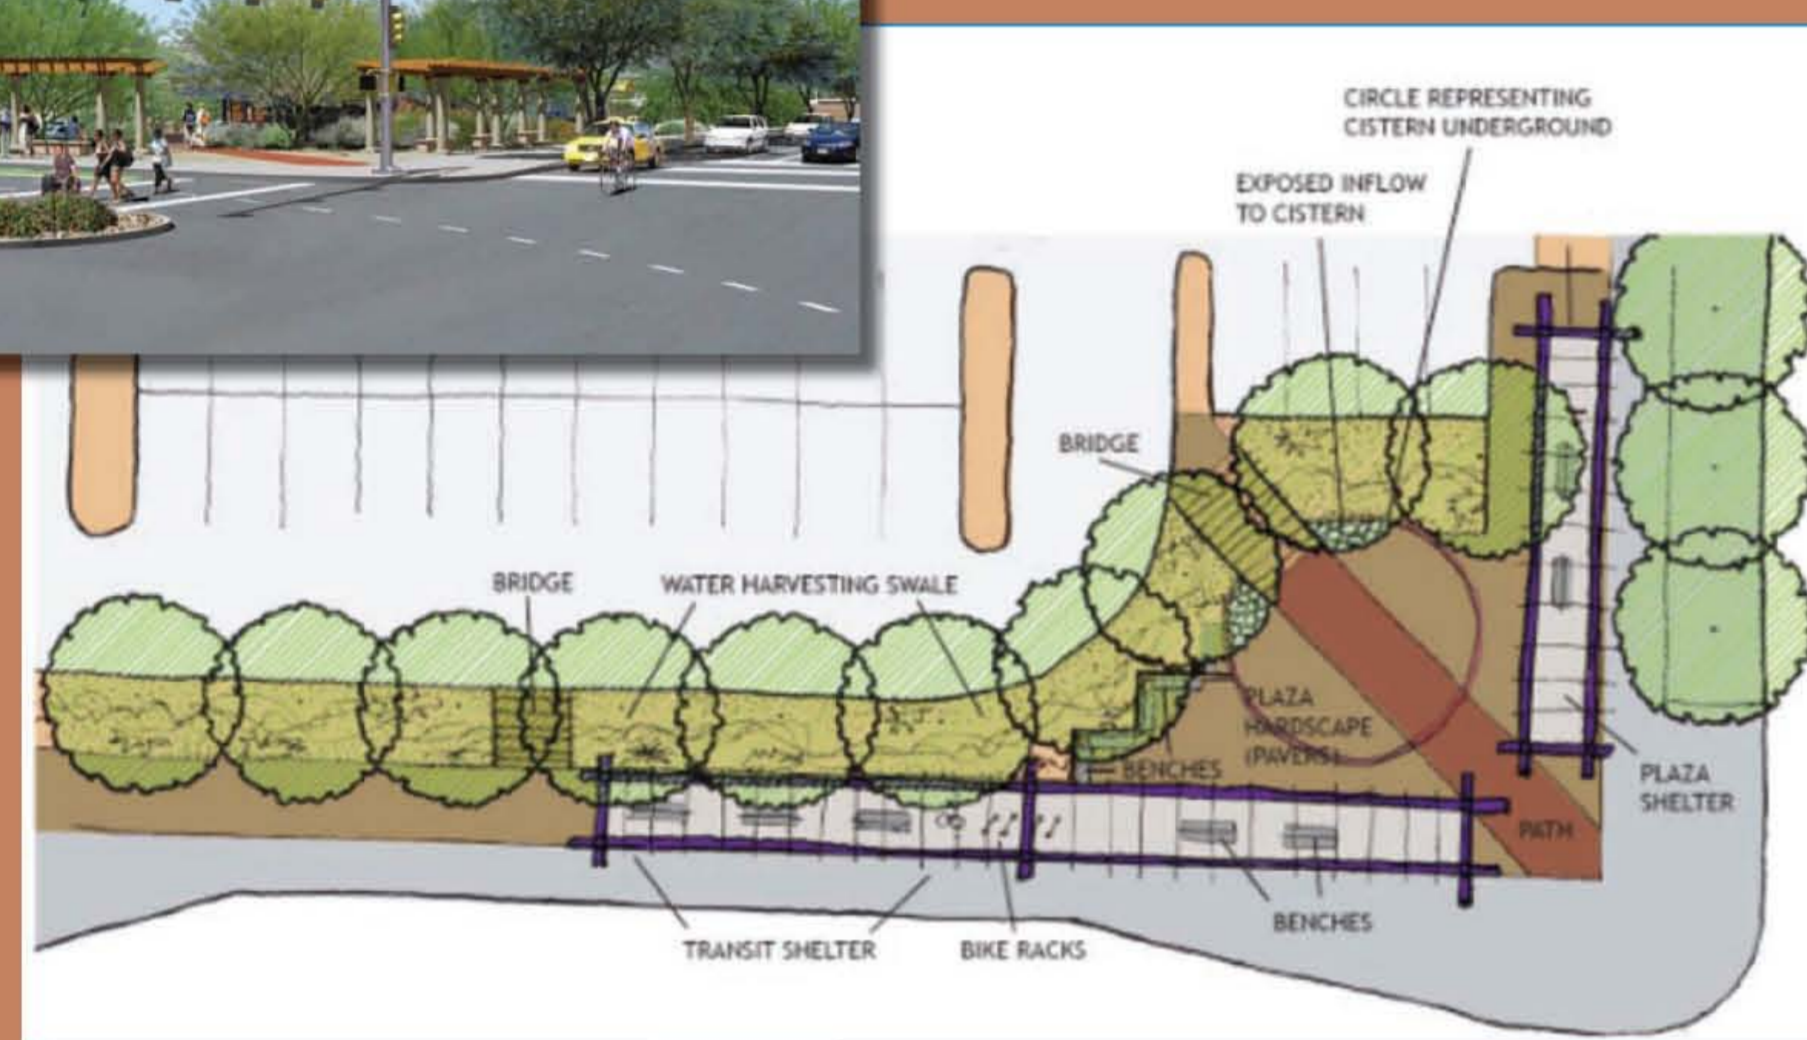 CIRCLE REPRESENTING
CISTERN UNDERGROUND
EXPOSED INFLOW
TO CISTERN
BRIDGE
BRIDGE
WATER HARVESTING SWALE
PLAZA
HARDSCAPE
(PAVERS)
BENCHES
PLAZA
SHELTER
PATH
BENCHES
TRANSIT SHELTER
BIKE RACKS